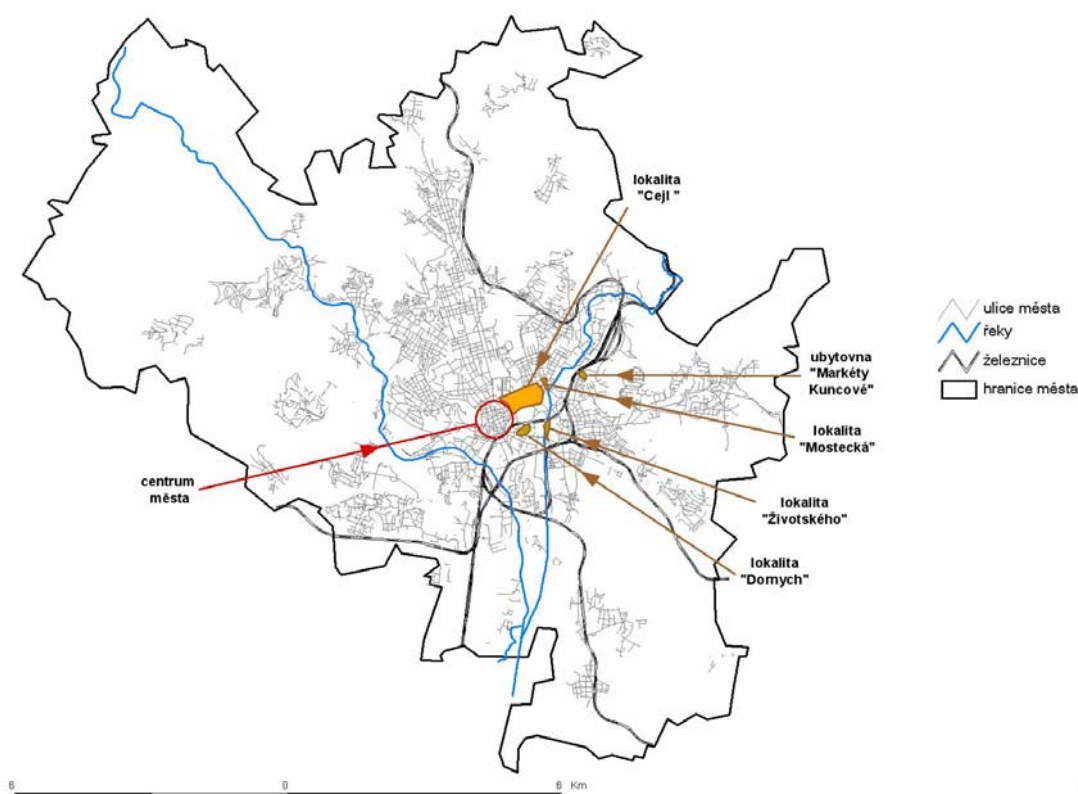 lokalita
"Cejl "
ulice města
řeky
železnice
hranice města
ubytovna
"Markéty
Kuncové"
lokalita
"Mostecká"
centrum
města
lokalita
"Životského"
lokalita
"Dornych"
6 0 6 Km